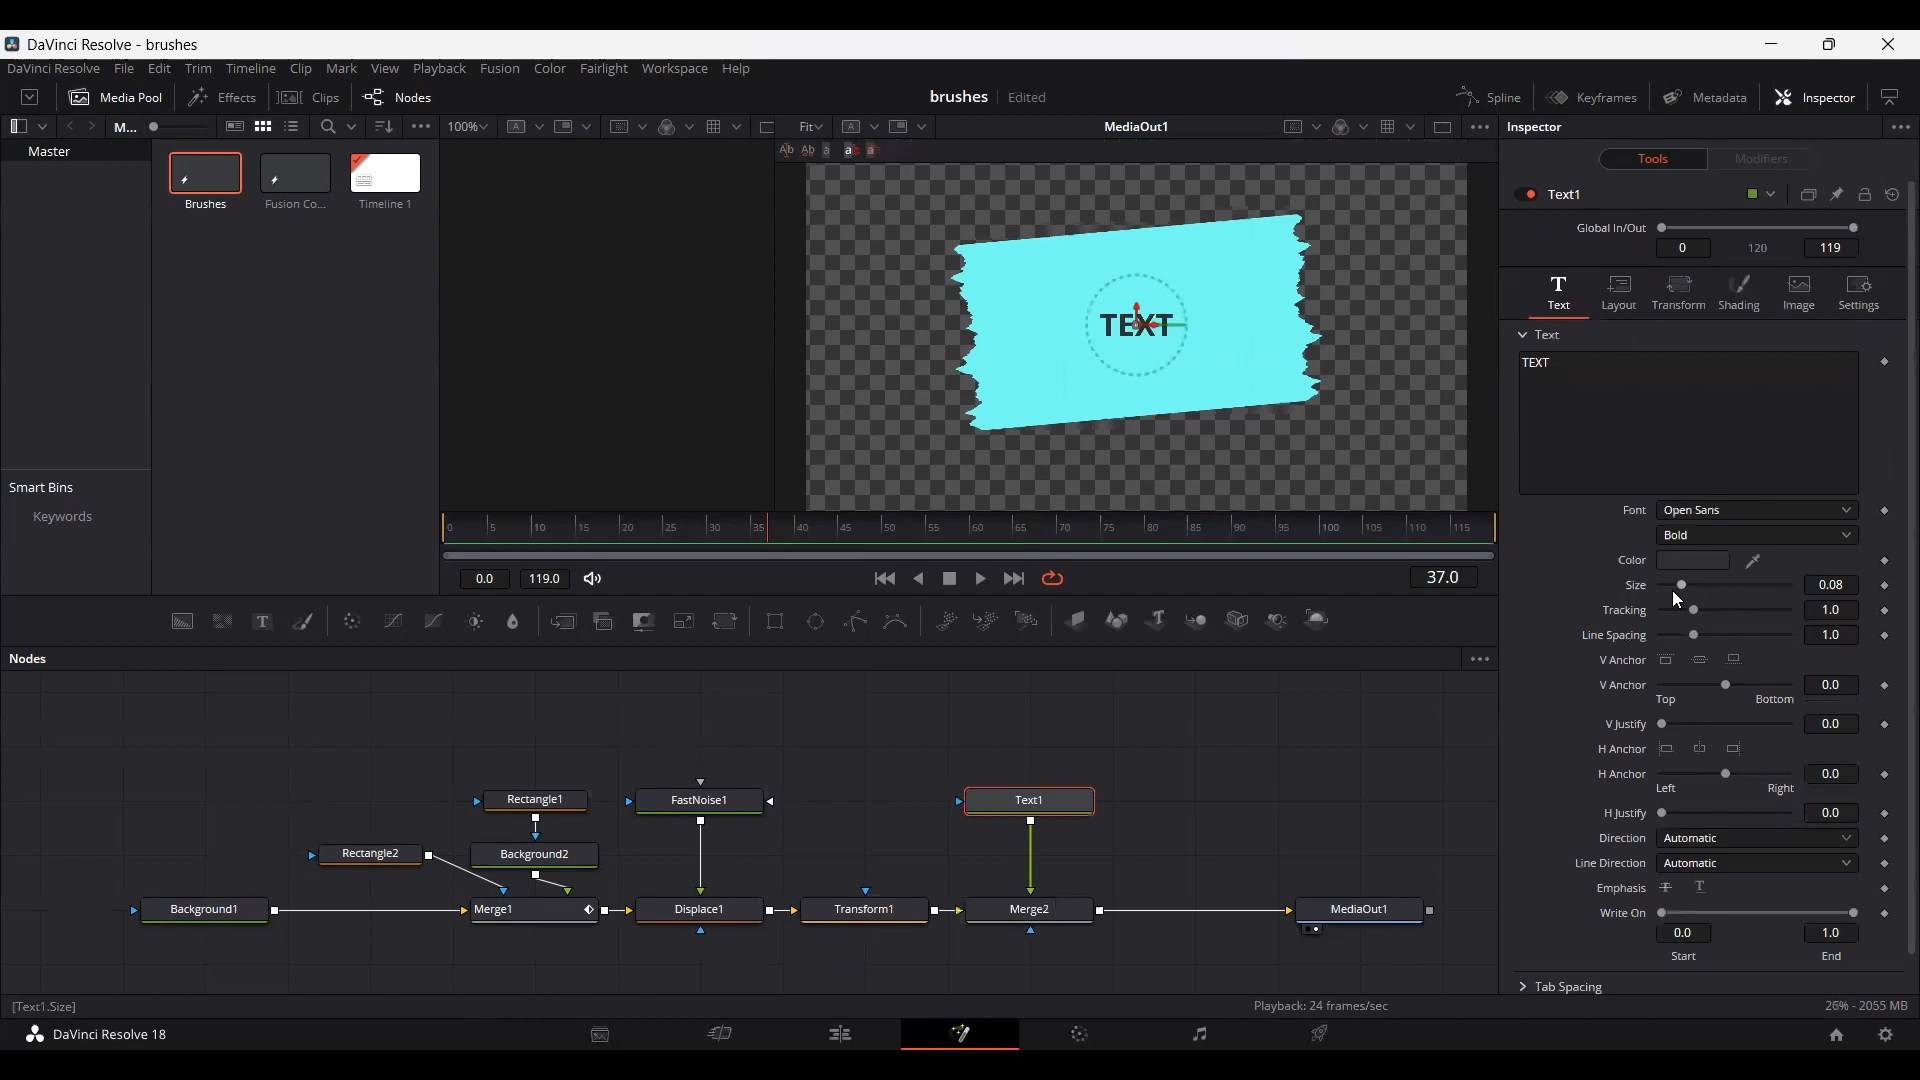 DaVinci Resolve - brushes
DaVinci Resolve File Edit Trim Timeline Clip Mark View Playback Fusion Color Fairlight Workspace Help
Media Pool Effects Clips Nodes brushes Edited Spline Keyframes Metadata Inspector
M... 100% Fit MediaOut1 Inspector
Master
Tools Modifiers
Brushes Fusion Co... Timeline 1
Text1
Global In/Out
0 120 119
Text Layout Transform Shading Image Settings
Text
TEXT
TEXT
Smart Bins
Keywords
Font Open Sans
Bold
Color
Size 0.08
Tracking 1.0
Line Spacing 1.0
V Anchor
V Anchor 0.0
Top Bottom
V Justify 0.0
H Anchor
H Anchor 0.0
Left Right
H Justify 0.0
Direction Automatic
Line Direction Automatic
Emphasis
Write On
0.0 1.0
Start End
Tab Spacing
0 5 10 15 20 25 30 35 40 45 50 55 60 65 70 75 80 85 90 95 100 105 110 115
0.0 119.0 37.0
Nodes
Rectangle1 FastNoise1 Text1
Rectangle2 Background2
Background1 Merge1 Displace1 Transform1 Merge2 MediaOut1
[Text1.Size] Playback: 24 frames/sec 2055 MB
DaVinci Resolve 18